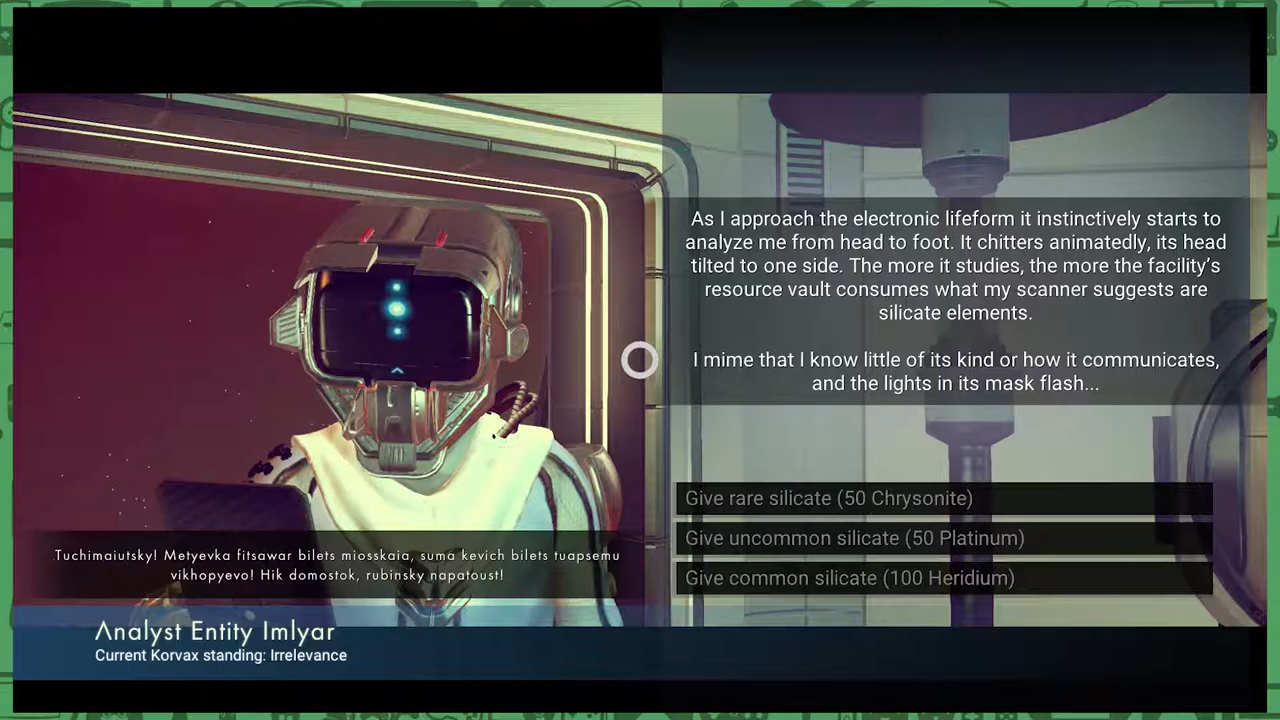 As I approach the electronic lifeform it instinctively starts to
analyze me from head to foot. It chitters animatedly, its head
tilted to one side. The more it studies, the more the facility's
resource vault consumes what my scanner suggests are
silicate elements.
I mime that I know little of its kind or how it communicates,
and the lights in its mask flash...
Give rare silicate (50 Chrysonite)
Give uncommon silicate (50 Platinum)
Give common silicate (100 Heridium)
Tuchimaiutsky! Metyevka fitsawar bilets miosskaia, suma kevich bilets tuapsemu
vikhopyevo! Hik domostok, rubinsky napatoust!
Analyst Entity Imlyar
Current Korvax standing: Irrelevance